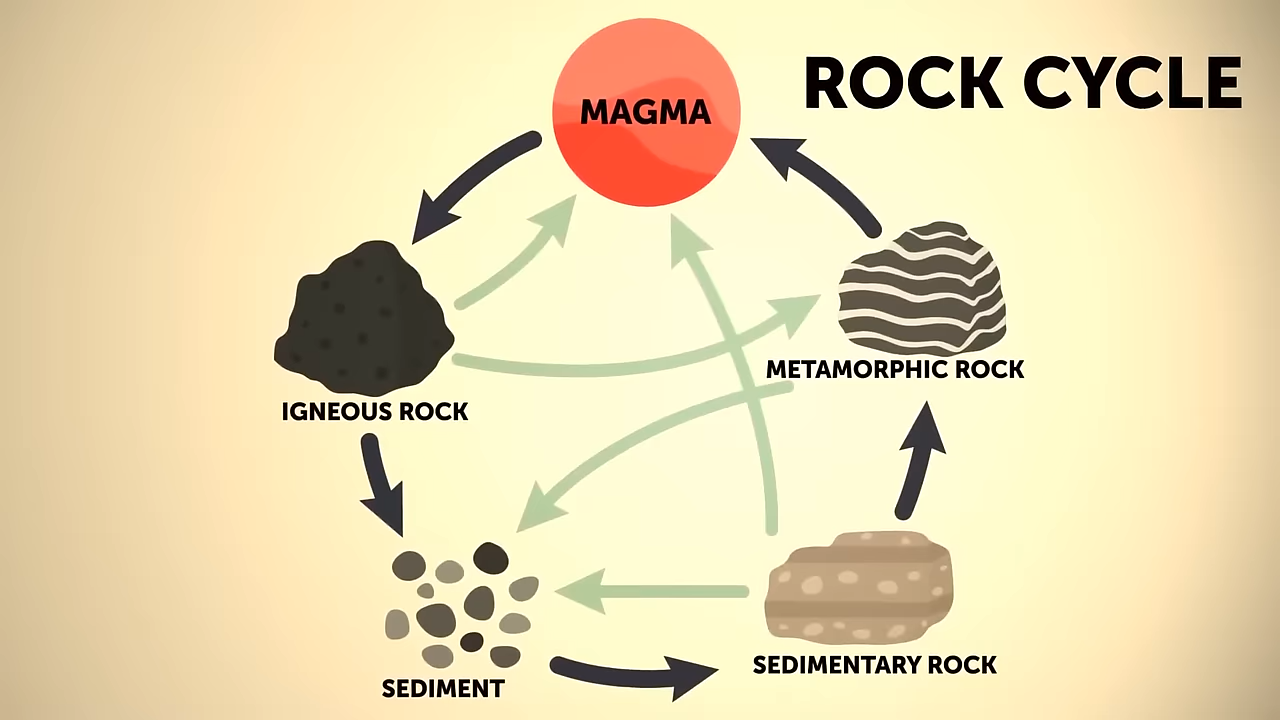 ROCK CYCLE
MAGMA
METAMORPHIC ROCK
IGNEOUS ROCK
SEDIMENTARY ROCK
SEDIMENT